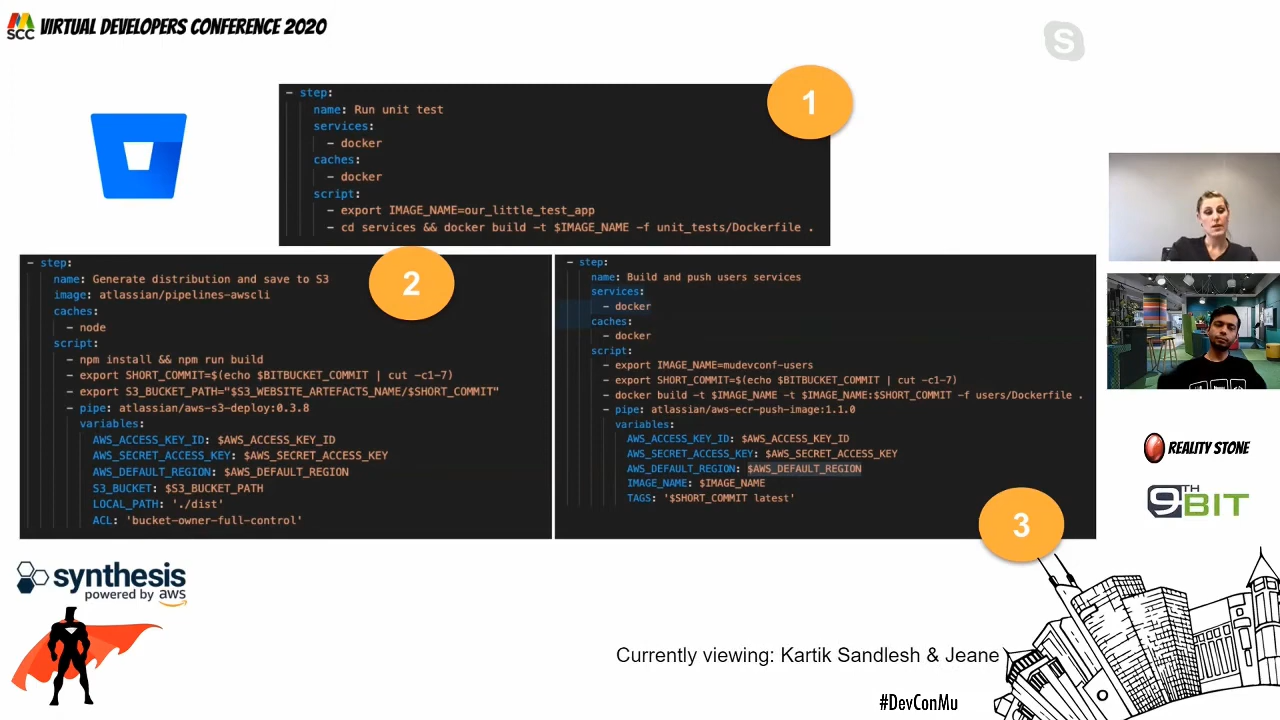 SCC VIRTUAL DEVELOPERS CONFERENCE 2020
S
1
- step:
name: Run unit test
services:
- docker
caches:
- docker
script:
- export IMAGE_NAME=our_little_test_app
- cd services && docker build -t $IMAGE_NAME -f unit_tests/Dockerfile .
2
- step:
name: Generate distribution and save to S3
image: atlassian/pipelines-awscli
caches:
- node
script:
- npm install && npm run build
- export SHORT_COMMIT=$(echo $BITBUCKET_COMMIT | cut -c1-7)
- export S3_BUCKET_PATH="$S3_WEBSITE_ARTEFACTS_NAME/$SHORT_COMMIT"
- pipe: atlassian/aws-s3-deploy:0.3.8
variables:
AWS_ACCESS_KEY_ID: $AWS_ACCESS_KEY_ID
AWS_SECRET_ACCESS_KEY: $AWS_SECRET_ACCESS_KEY
AWS_DEFAULT_REGION: $AWS_DEFAULT_REGION
S3_BUCKET: $S3_BUCKET_PATH
LOCAL_PATH: './dist'
ACL: 'bucket-owner-full-control'
- step:
name: Build and push users services
services:
- docker
caches:
- docker
script:
- export IMAGE_NAME=mudevconf-users
- export SHORT_COMMIT=$(echo $BITBUCKET_COMMIT | cut -c1-7)
- docker build -t $IMAGE_NAME -t $IMAGE_NAME:$SHORT_COMMIT -f users/Dockerfile .
- pipe: atlassian/aws-ecr-push-image:1.1.0
variables:
AWS_ACCESS_KEY_ID: $AWS_ACCESS_KEY_ID
AWS_SECRET_ACCESS_KEY: $AWS_SECRET_ACCESS_KEY
AWS_DEFAULT_REGION: $AWS_DEFAULT_REGION
IMAGE_NAME: $IMAGE_NAME
TAGS: '$SHORT_COMMIT latest'
3
REALITY STONE
9TH BIT
synthesis
powered by aws
Currently viewing: Kartik Sandlesh & Jeane
#DevConMu